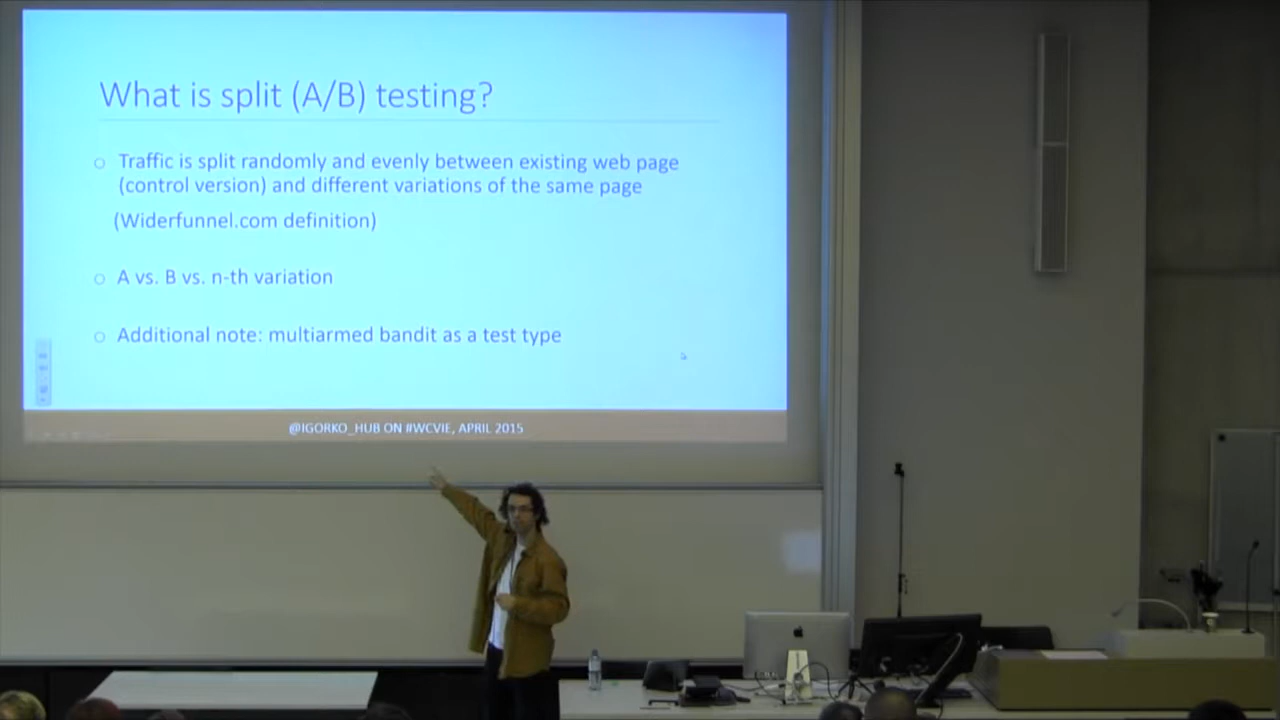 What is split (A/B) testing?
Traffic is split randomly and evenly between existing web page
(control version) and different variations of the same page
(Widerfunnel.com definition)
A vs. B vs. n-th variation
Additional note: multiarmed bandit as a test type
@IGORKO_HUB ON #WCVIE, APRIL 2015